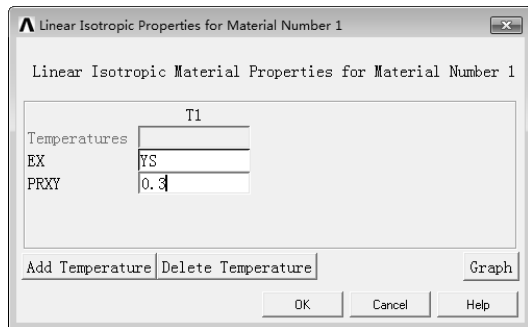 Linear Isotropic Properties for Material Number 1
Linear Isotropic Material Properties for Material Number 1
T1
Temperatures
EX YS
PRXY 0.3
Add Temperature Delete Temperature Graph
OK Cancel Help